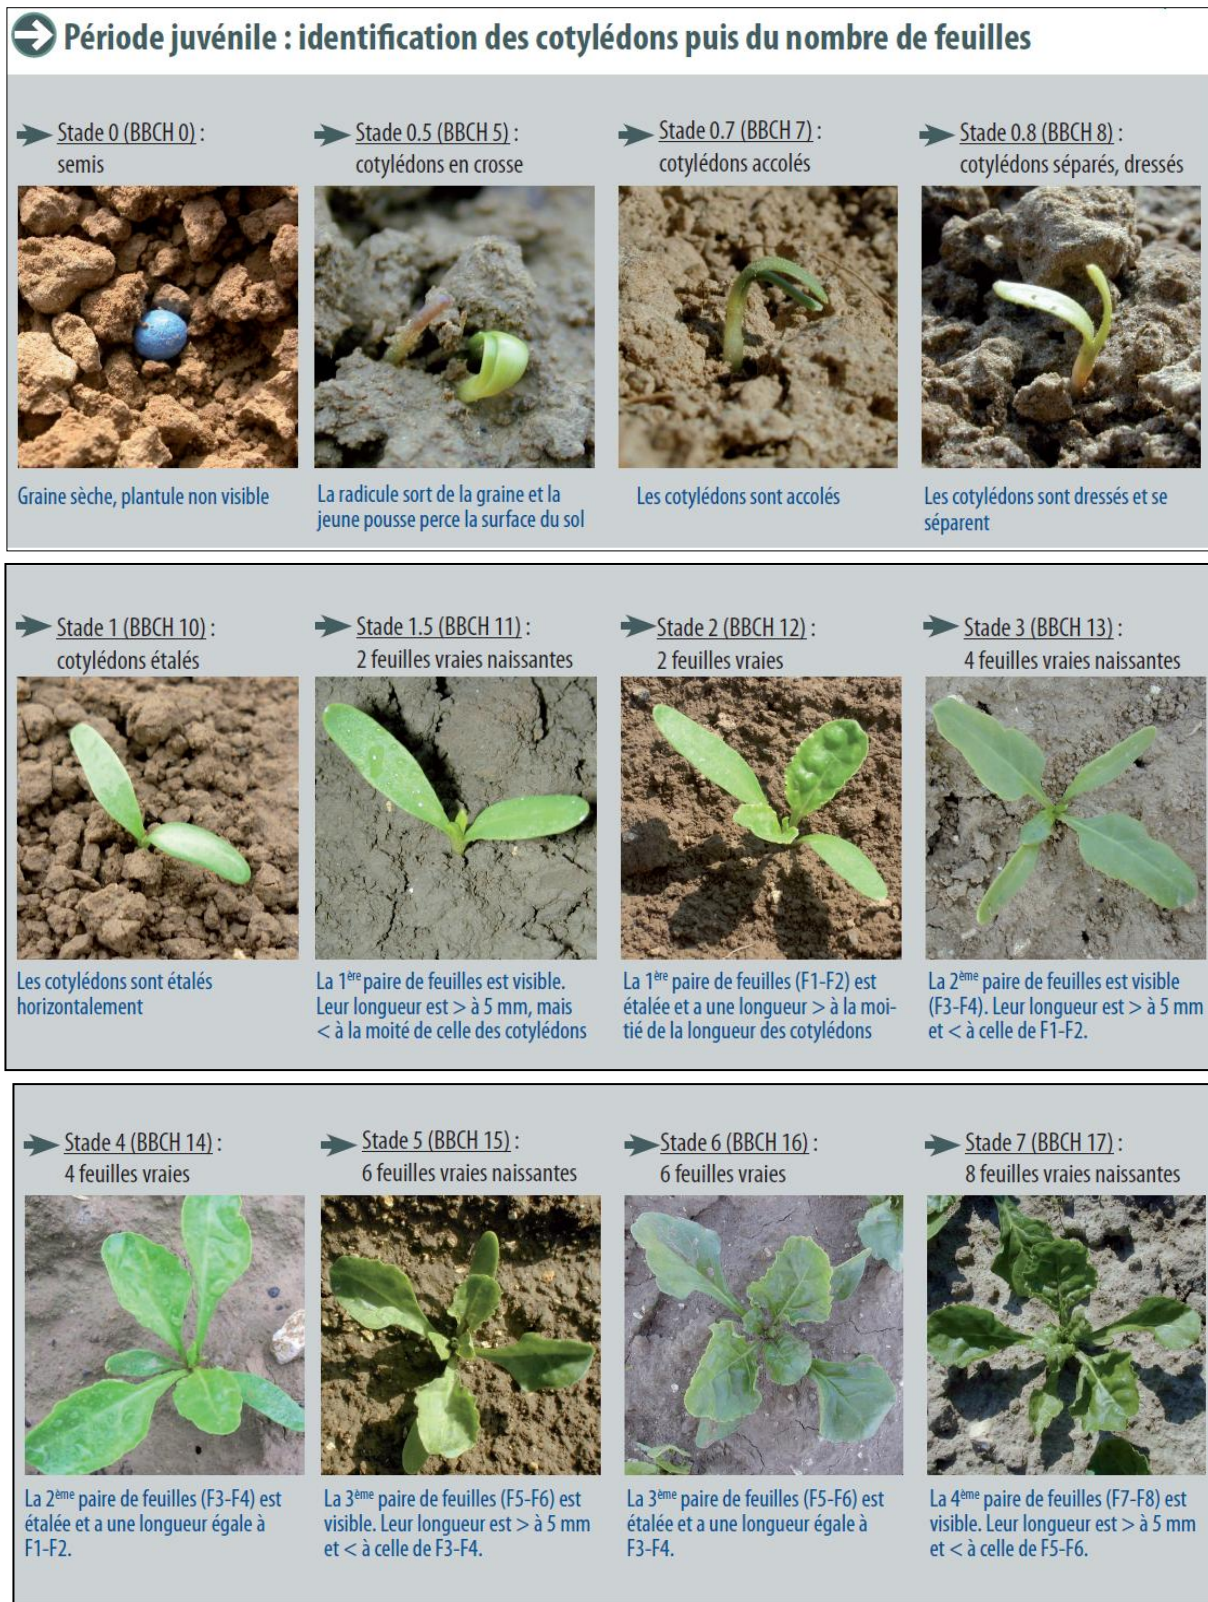 Période juvénile : identification des cotylédons puis du nombre de feuilles
Stade 0 (BBCH 0) :
semis
Stade 0.5 (BBCH 5) :
cotylédons en crosse
Stade 0.7 (BBCH 7) :
cotylédons accolés
Stade 0.8 (BBCH 8) :
cotylédons séparés, dressés
Graine sèche, plantule non visible
La radicule sort de la graine et la
jeune pousse perce la surface du sol
Les cotylédons sont accolés
Les cotylédons sont dressés et se
séparent
Stade 1 (BBCH 10) :
cotylédons étalés
Stade 1.5 (BBCH 11) :
2 feuilles vraies naissantes
Stade 2 (BBCH 12) :
2 feuilles vraies
Stade 3 (BBCH 13) :
4 feuilles vraies naissantes
Les cotylédons sont étalés
horizontalement
La 1ère paire de feuilles est visible.
Leur longueur est > à 5 mm, mais
< à la moité de celle des cotylédons
La 1ère paire de feuilles (F1-F2) est
étalée et a une longueur > à la moi-
tié de la longueur des cotylédons
La 2ème paire de feuilles est visible
(F3-F4). Leur longueur est > à 5 mm
et < à celle de F1-F2.
Stade 4 (BBCH 14) :
4 feuilles vraies
Stade 5 (BBCH 15) :
6 feuilles vraies naissantes
Stade 6 (BBCH 16) :
6 feuilles vraies
Stade 7 (BBCH 17) :
8 feuilles vraies naissantes
La 2ème paire de feuilles (F3-F4) est
étalée et a une longueur égale à
F1-F2.
La 3ème paire de feuilles (F5-F6) est
visible. Leur longueur est > à 5 mm
et < à celle de F3-F4.
La 3ème paire de feuilles (F5-F6) est
étalée et a une longueur égale à
F3-F4.
La 4ème paire de feuilles (F7-F8) est
visible. Leur longueur est > à 5 mm
et < à celle de F5-F6.